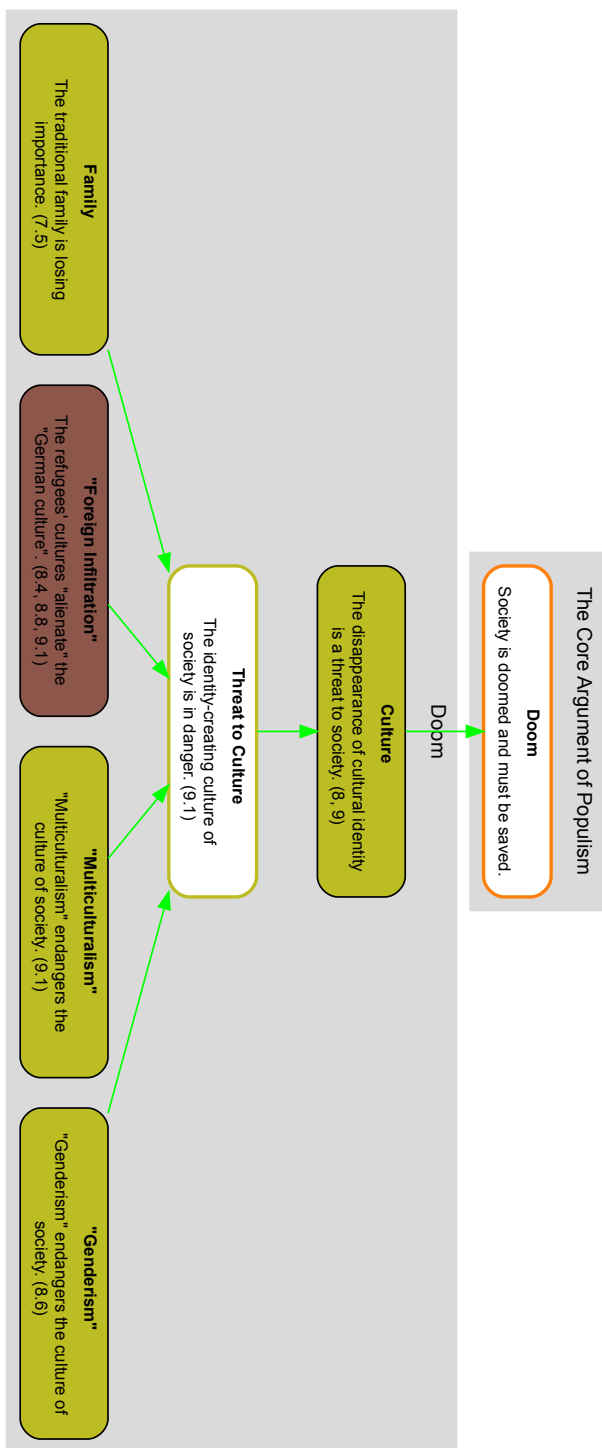 The Core Argument of Populism
Doom
Society is doomed and must be saved.
Doom
Culture
The disappearance of cultural identity
is a threat to society. (8, 9)
Threat to Culture
The identity-creating culture of
society is in danger. (9.1)
Family
The traditional family is losing
importance. (7.5)
"Foreign Infiltration"
The refugees' cultures "alienate" the
"German culture". (8.4, 8.8, 9.1)
"Multiculturalism"
"Multiculturalism" endangers the
culture of society. (9.1)
"Genderism"
"Genderism" endangers the culture of
society. (8.6)